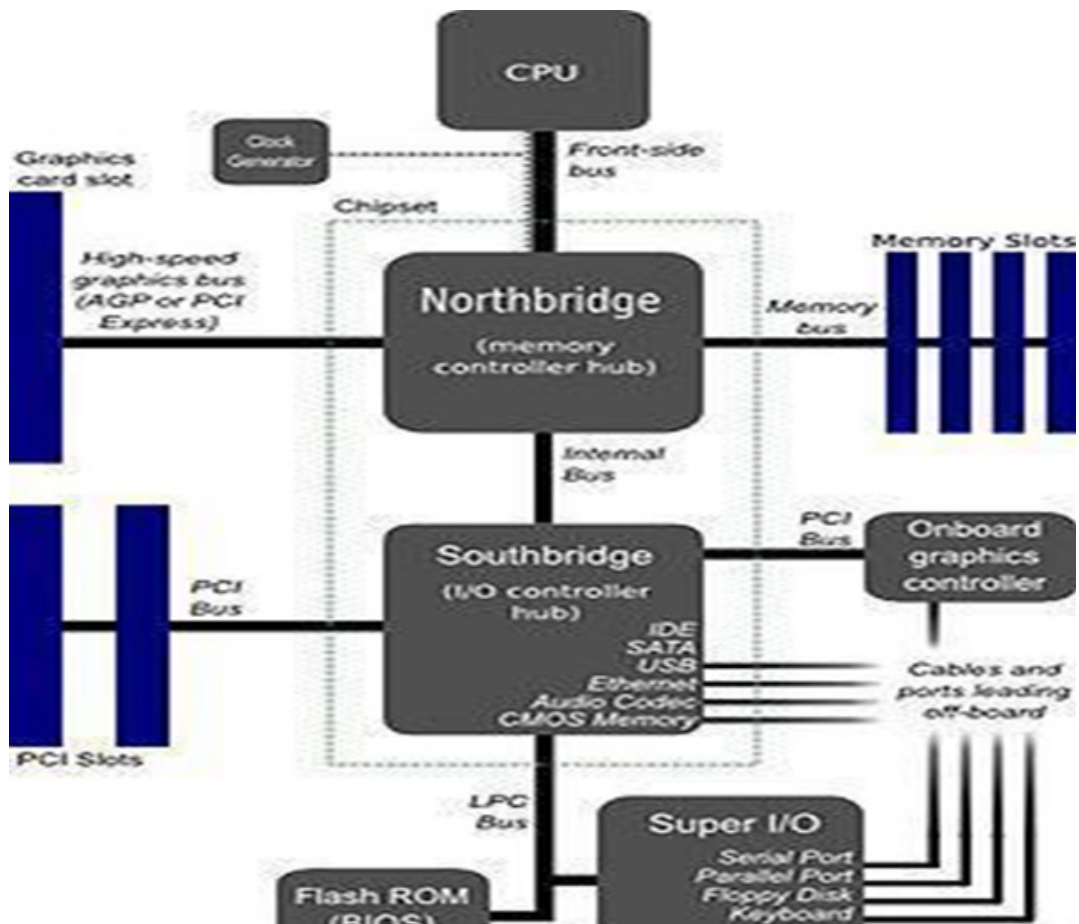 CPU
Clock
Generator
Front-side
bus
Graphics
card slot
Chipset
High-speed
graphics bus
(AGP or PCI
Express)
Northbridge
(memory
controller hub)
Memory Slots
Memory
bus
Internal
Bus
PCI
Bus
Southbridge
(I/O controller
hub)
IDE
SATA
USB
Ethernet
Audio Codec
CMOS Memory
PCI
Bus
Onboard
graphics
controller
Cables and
ports leading
off-board
PCI Slots
LPC
Bus
Super I/O
Serial Port
Parallel Port
Floppy Disk
Keyboard
Flash ROM
(BIOS)